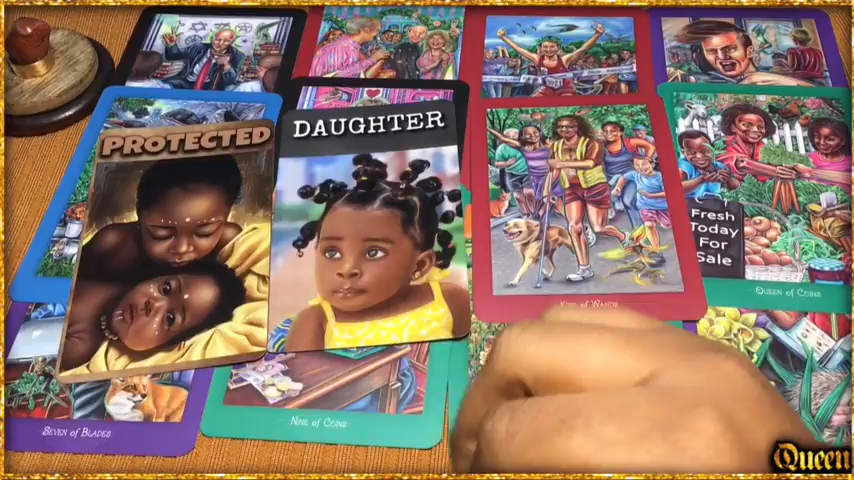 PROTECTED
DAUGHTER
Fresh
Today
For
Sale
King of Wands
Queen of Coins
Nine of Coins
Seven of Blades
Queen